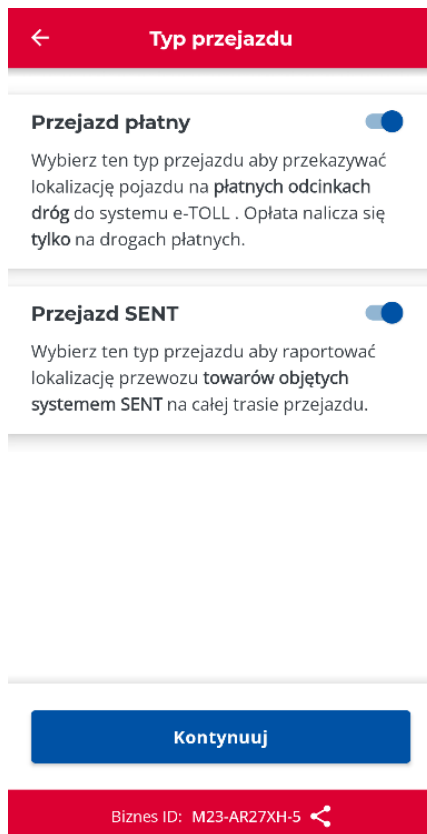 Typ przejazdu
Przejazd płatny
Wybierz ten typ przejazdu aby przekazywać
lokalizację pojazdu na płatnych odcinkach
dróg do systemu e-TOLL . Opłata nalicza się
tylko na drogach płatnych.
Przejazd SENT
Wybierz ten typ przejazdu aby raportować
lokalizację przewozu towarów objętych
systemem SENT na całej trasie przejazdu.
Kontynuuj
Biznes ID: M23-AR27XH-5